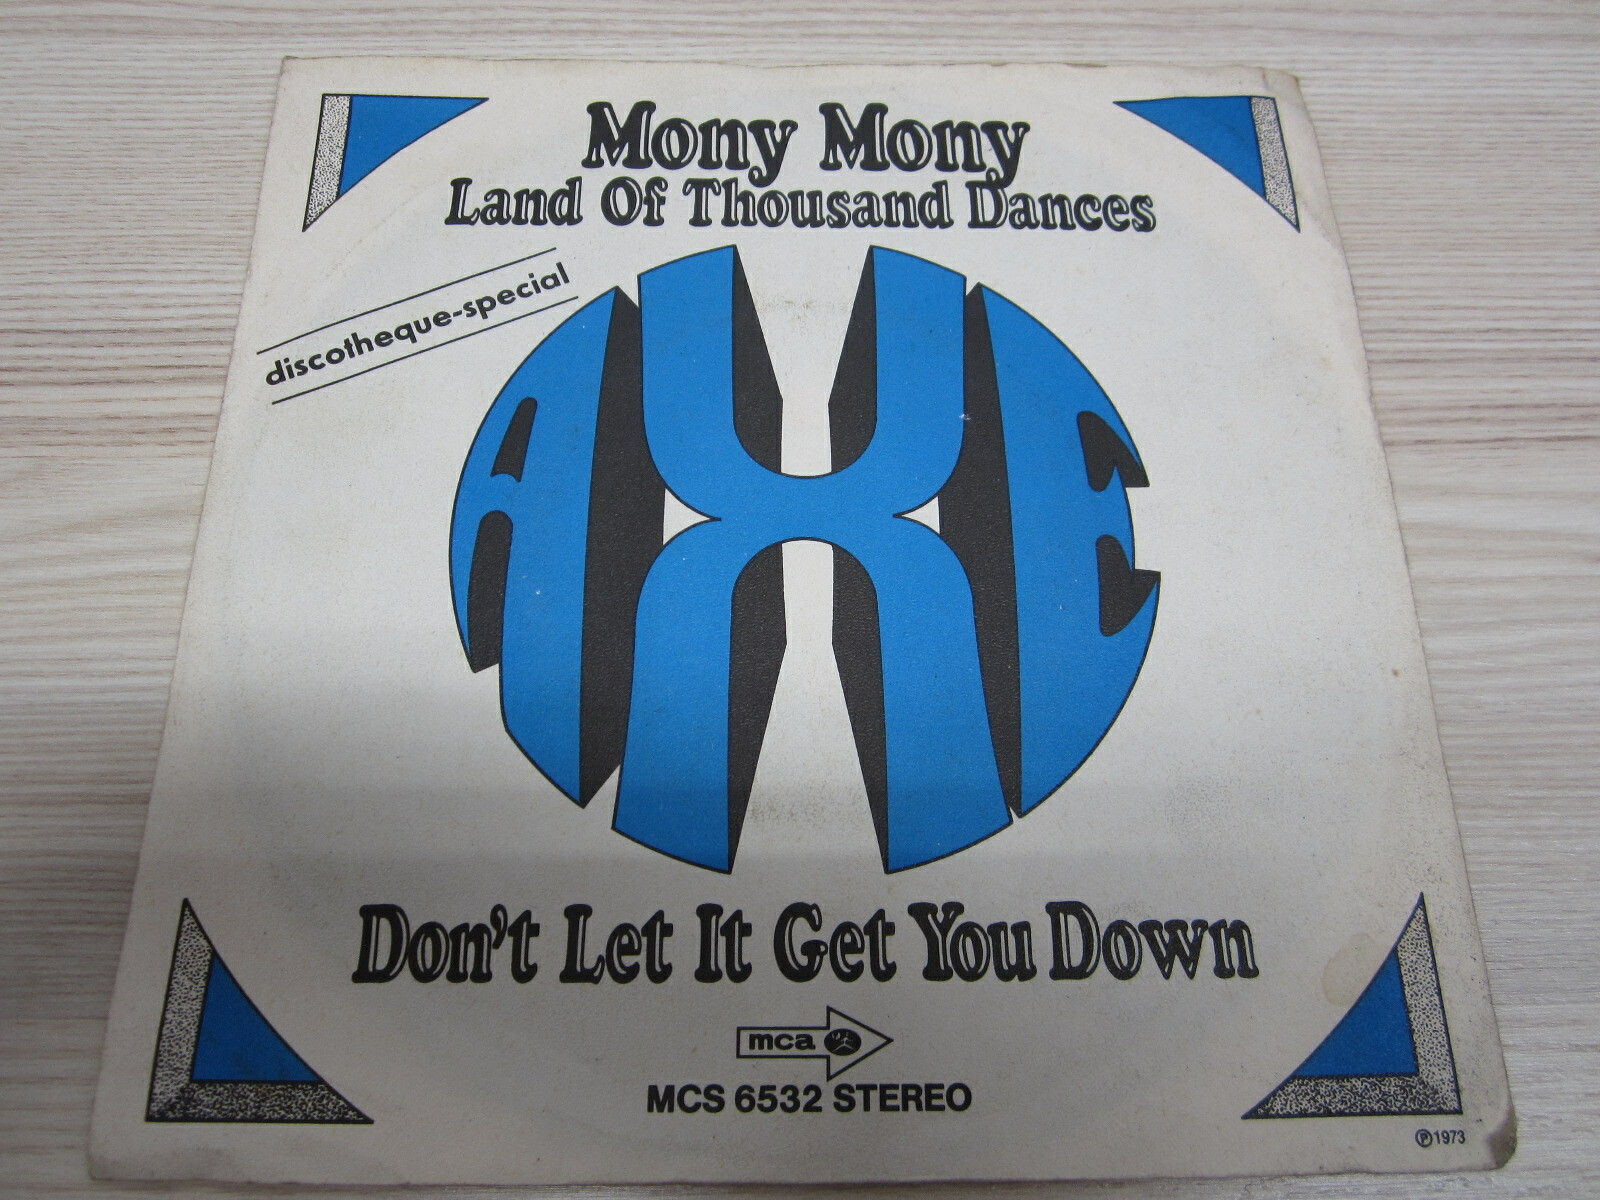 Mony Mony
Land Of Thousand Dances
discotheque-special
AXE
Don't Let It Get You Down
mca
MCS 6532 STEREO
℗1973